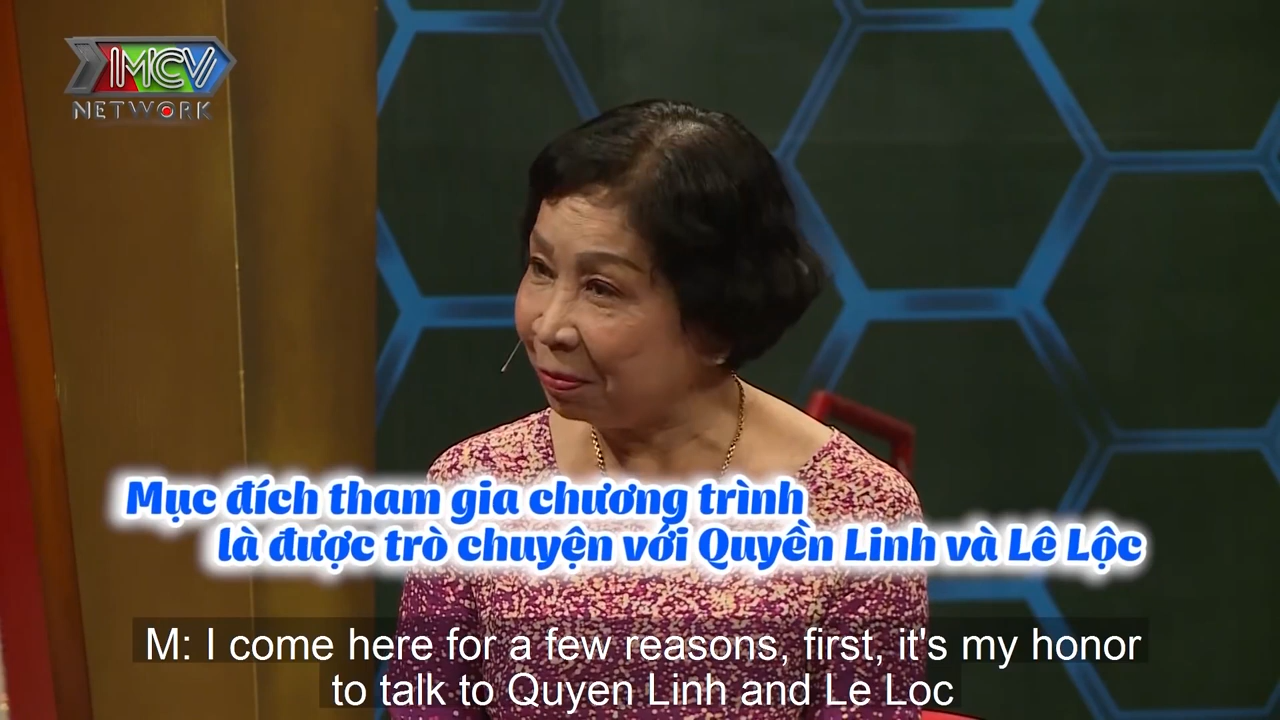 MCV
NETWORK
Mục đích tham gia chương trình
là được trò chuyện với Quyền Linh và Lê Lộc
M: I come here for a few reasons, first, it's my honor
to talk to Quyen Linh and Le Loc